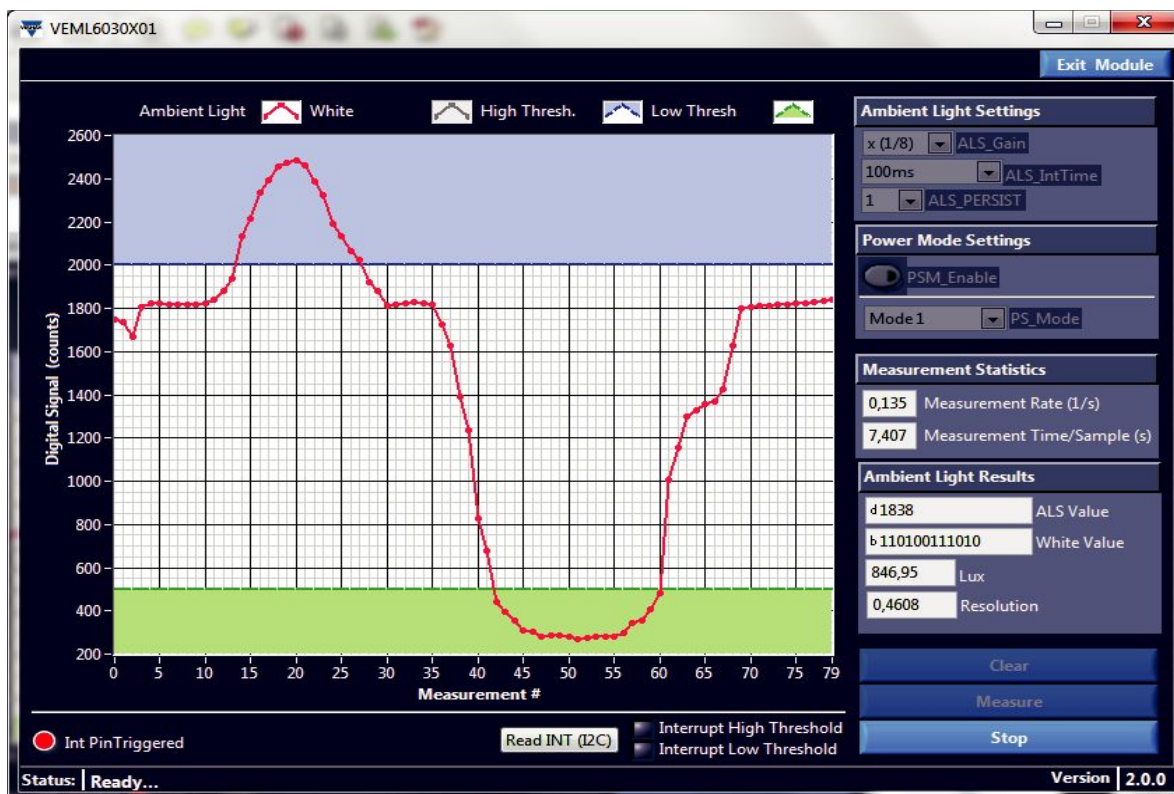 VEML6030X01
Exit Module
Ambient Light White High Thresh. Low Thresh
2600
2400
2200
2000
1800
1600
1400
1200
1000
800
600
400
200
Digital Signal (counts)
0 5 10 15 20 25 30 35 40 45 50 55 60 65 70 75 79
Measurement #
Ambient Light Settings
x (1/8) ALS_Gain
100ms ALS_IntTime
1 ALS_PERSIST
Power Mode Settings
PSM_Enable
Mode 1 PS_Mode
Measurement Statistics
0,135 Measurement Rate (1/s)
7,407 Measurement Time/Sample (s)
Ambient Light Results
d 1838 ALS Value
b 110100111010 White Value
846,95 Lux
0,4608 Resolution
Clear
Measure
Stop
Int PinTriggered
Read INT (I2C)
Interrupt High Threshold
Interrupt Low Threshold
Status: Ready...
Version 2.0.0